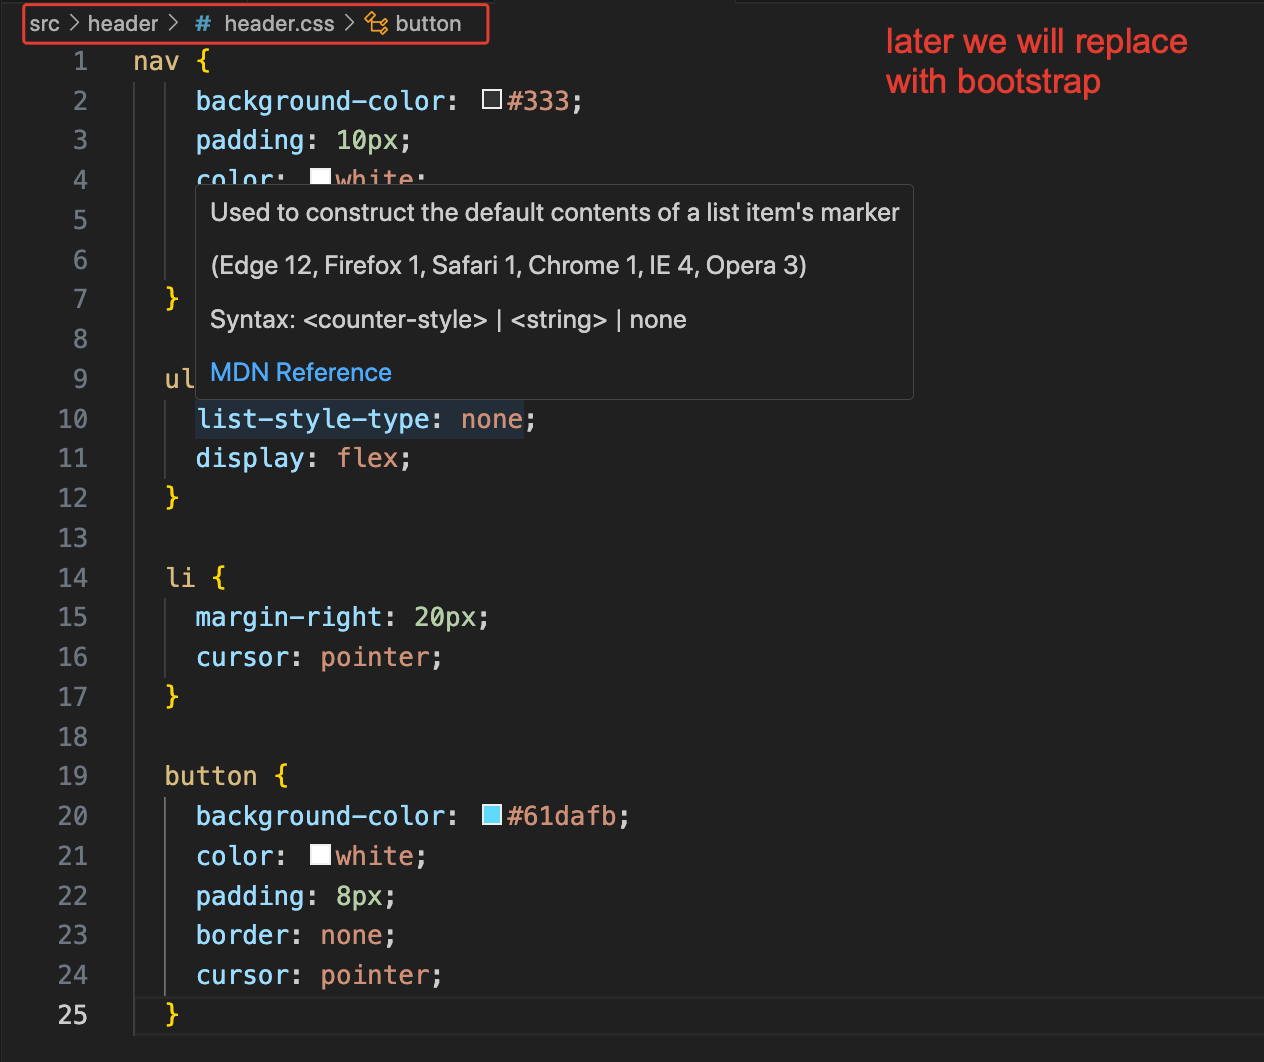 src > header > # header.css > button
later we will replace
with bootstrap
1 nav {
2 background-color: #333;
3 padding: 10px;
4 color: white;
5
6
7 }
8
9 ul
10 list-style-type: none;
11 display: flex;
12 }
13
14 li {
15 margin-right: 20px;
16 cursor: pointer;
17 }
18
19 button {
20 background-color: #61dafb;
21 color: white;
22 padding: 8px;
23 border: none;
24 cursor: pointer;
25 }
Used to construct the default contents of a list item's marker
(Edge 12, Firefox 1, Safari 1, Chrome 1, IE 4, Opera 3)
Syntax: <counter-style> | <string> | none
MDN Reference